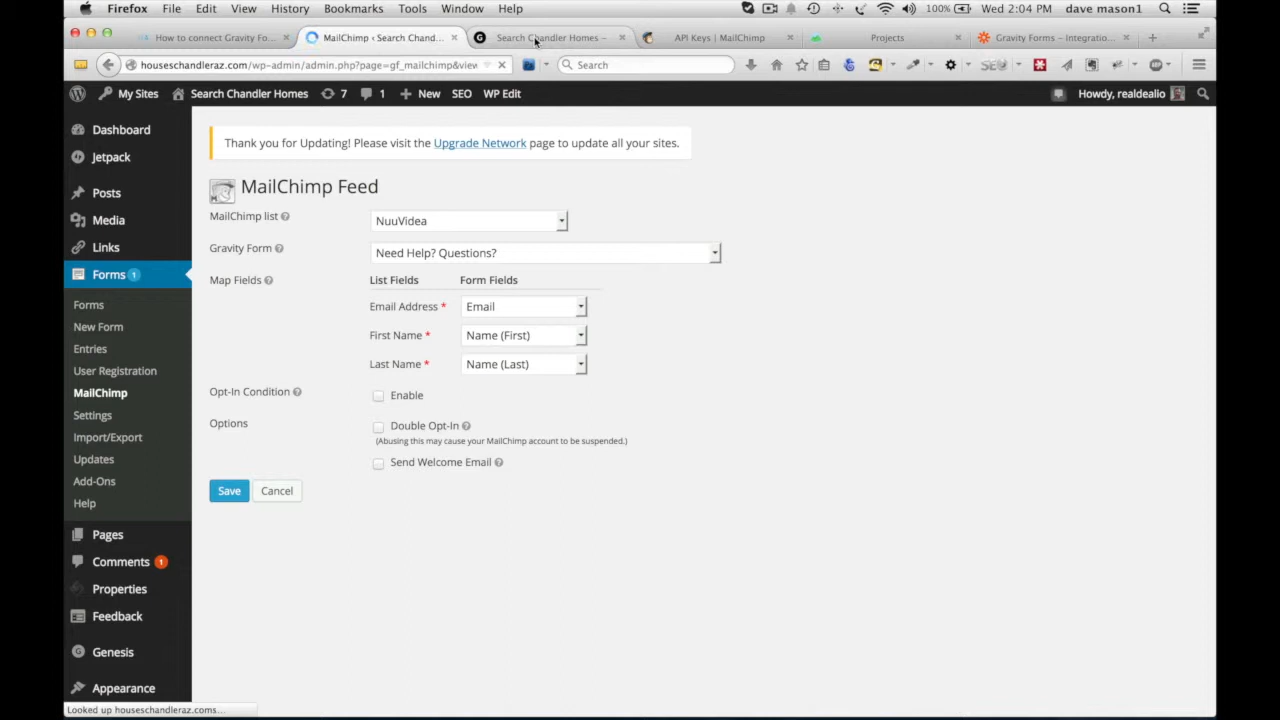 Firefox File Edit View History Bookmarks Tools Window Help 100% Wed 2:04 PM dave mason1
How to connect Gravity Fo... MailChimp ‹ Search Chand... Search Chandler Homes – API Keys | MailChimp Projects Gravity Forms – Integratio...
houseschandleraz.com/wp-admin/admin.php?page=gf_mailchimp&view Search
My Sites Search Chandler Homes 7 1 New SEO WP Edit Howdy, realdealio
Dashboard
Jetpack
Posts
Media
Links
Forms 1
Forms
New Form
Entries
User Registration
MailChimp
Settings
Import/Export
Updates
Add-Ons
Help
Pages
Comments 1
Properties
Feedback
Genesis
Appearance
Thank you for Updating! Please visit the Upgrade Network page to update all your sites.
MailChimp Feed
MailChimp list NuuVidea
Gravity Form Need Help? Questions?
Map Fields List Fields Form Fields
Email Address * Email
First Name * Name (First)
Last Name * Name (Last)
Opt-In Condition Enable
Options Double Opt-In
(Abusing this may cause your MailChimp account to be suspended.)
Send Welcome Email
Save Cancel
Looked up houseschandleraz.coms...